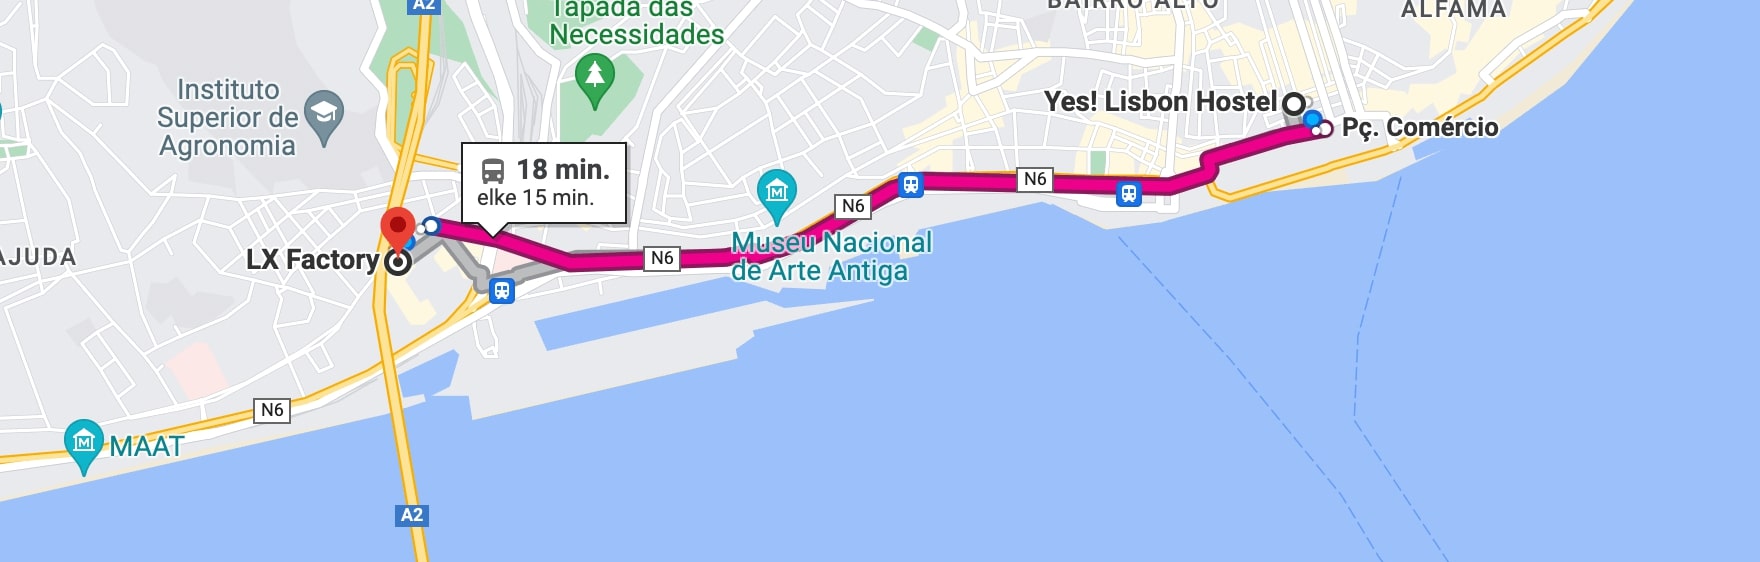 A2
Tapada das
Necessidades
BAIRRO ALTO
ALFAMA
Instituto
Superior de
Agronomia
Yes! Lisbon Hostel
Pç. Comércio
18 min.
elke 15 min.
N6
N6
N6
LX Factory
AJUDA
Museu Nacional
de Arte Antiga
N6
MAAT
A2